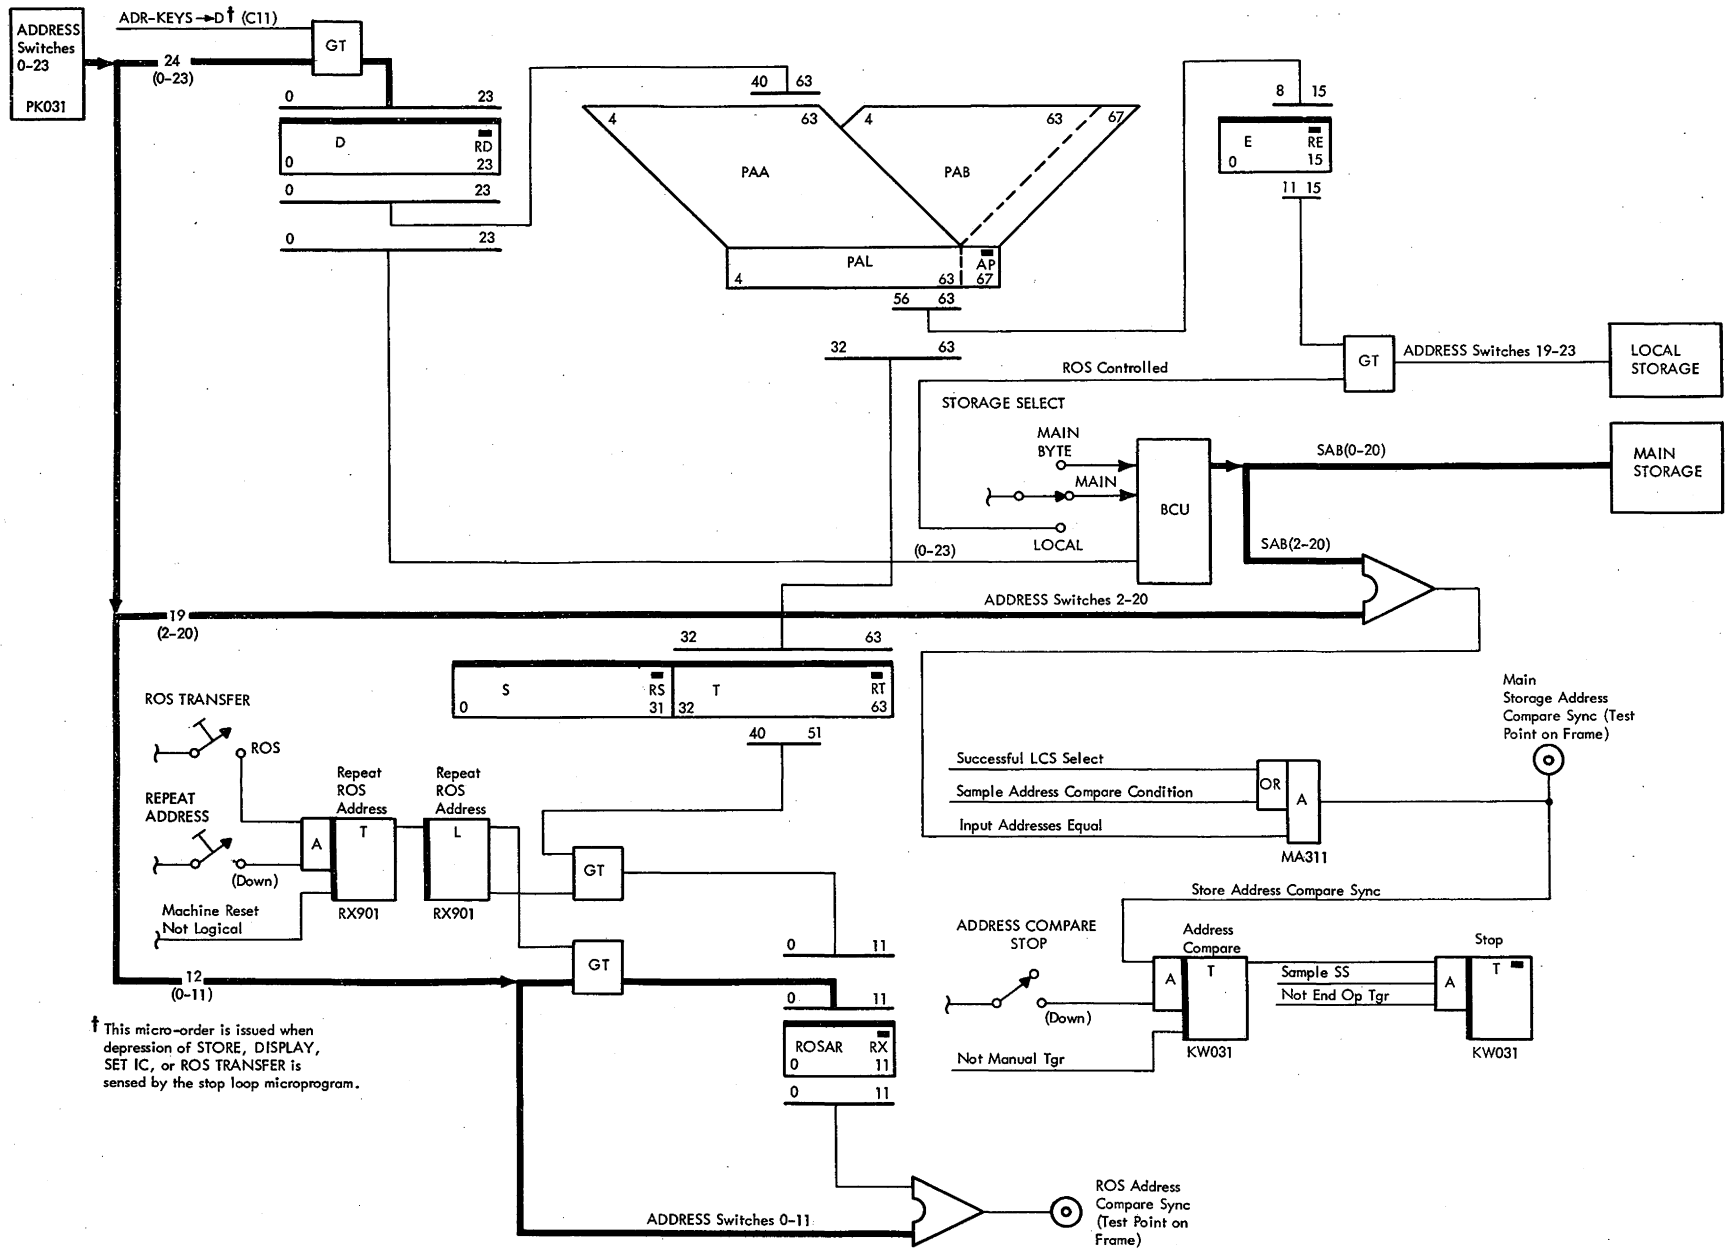 ADDRESS
Switches
0-23
PK031
ADR-KEYS→D† (C11)
GT
24
(0-23)
0 23
D
RD
0 23
0 23
0 23
40 63
4 63
PAA
4 63 67
PAB
PAL
AP
4 63 67
56 63
32 63
8 15
E
RE
0 15
11 15
GT
ADDRESS Switches 19-23
LOCAL
STORAGE
ROS Controlled
STORAGE SELECT
MAIN
BYTE
MAIN
LOCAL
BCU
SAB(0-20)
MAIN
STORAGE
SAB(2-20)
(0-23)
19
(2-20)
ADDRESS Switches 2-20
32 63
S
RS
0 31
T
RT
32 63
40 51
ROS TRANSFER
ROS
REPEAT
ADDRESS
(Down)
Machine Reset
Not Logical
A
Repeat
ROS
Address
T
RX901
Repeat
ROS
Address
L
RX901
GT
GT
12
(0-11)
0 11
0 11
ROSAR
RX
0 11
0 11
ADDRESS Switches 0-11
ROS Address
Compare Sync
(Test Point on
Frame)
Main
Storage Address
Compare Sync (Test
Point on Frame)
Successful LCS Select
Sample Address Compare Condition
Input Addresses Equal
OR
A
MA311
Store Address Compare Sync
ADDRESS COMPARE
STOP
(Down)
Not Manual Tgr
Address
Compare
A
T
KW031
Sample SS
Not End Op Tgr
Stop
A
T
KW031
† This micro-order is issued when
depression of STORE, DISPLAY,
SET IC, or ROS TRANSFER is
sensed by the stop loop microprogram.